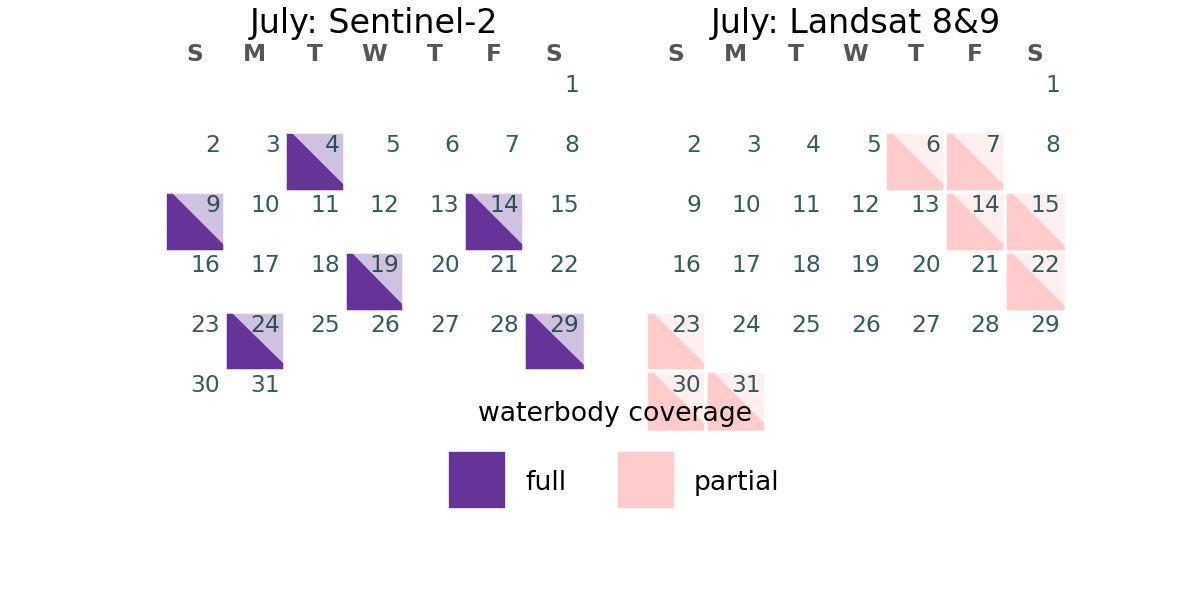 July: Sentinel-2
S M T W T F S
1
2 3 4 5 6 7 8
9 10 11 12 13 14 15
16 17 18 19 20 21 22
23 24 25 26 27 28 29
30 31
July: Landsat 8&9
S M T W T F S
1
2 3 4 5 6 7 8
9 10 11 12 13 14 15
16 17 18 19 20 21 22
23 24 25 26 27 28 29
30 31
waterbody coverage
full partial